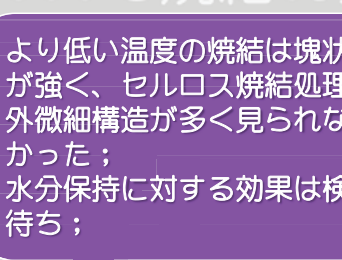 より低い温度の焼結は塊状
が強く、セルロス焼結処理
外微細構造が多く見られな
かった；
水分保持に対する効果は検
待ち；